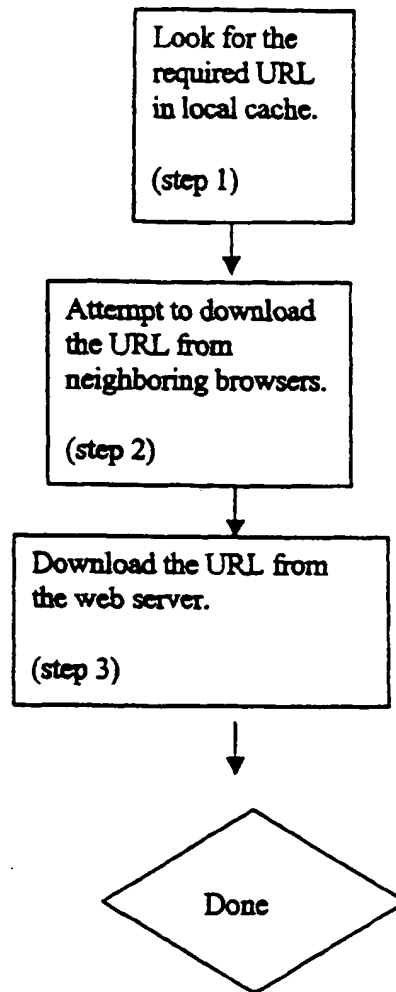 Look for the
required URL
in local cache.
(step 1)
Attempt to download
the URL from
neighboring browsers.
(step 2)
Download the URL from
the web server.
(step 3)
Done